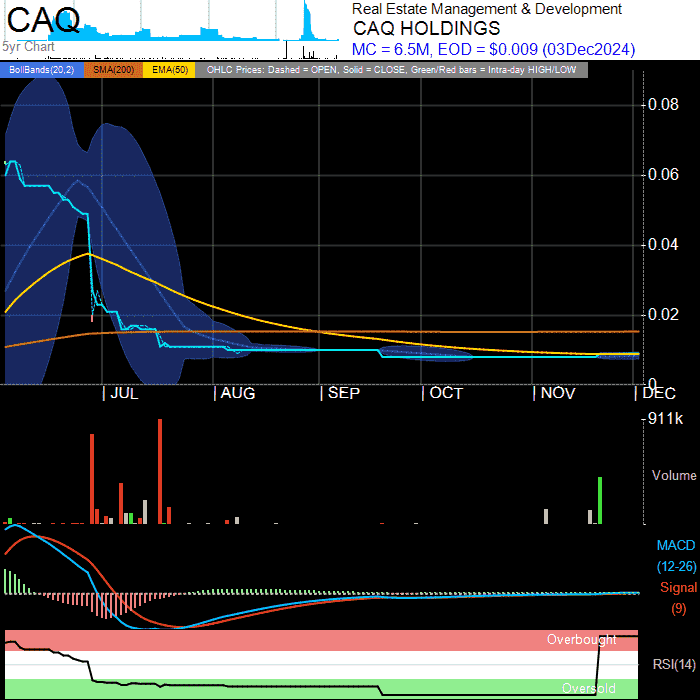 CAQ
Real Estate Management & Development
CAQ HOLDINGS
5yr Chart
MC = 6.5M, EOD = $0.009 (03Dec2024)
BolBands(20,2) SMA(200) EMA(50) OHLC Prices: Dashed = OPEN, Solid = CLOSE, Green/Red bars = Intra-day HIGH/LOW
0.08
0.06
0.04
0.02
0
| JUL | AUG | SEP | OCT | NOV | DEC
911k
Volume
MACD
(12-26)
Signal
(9)
Overbought
RSI(14)
Oversold